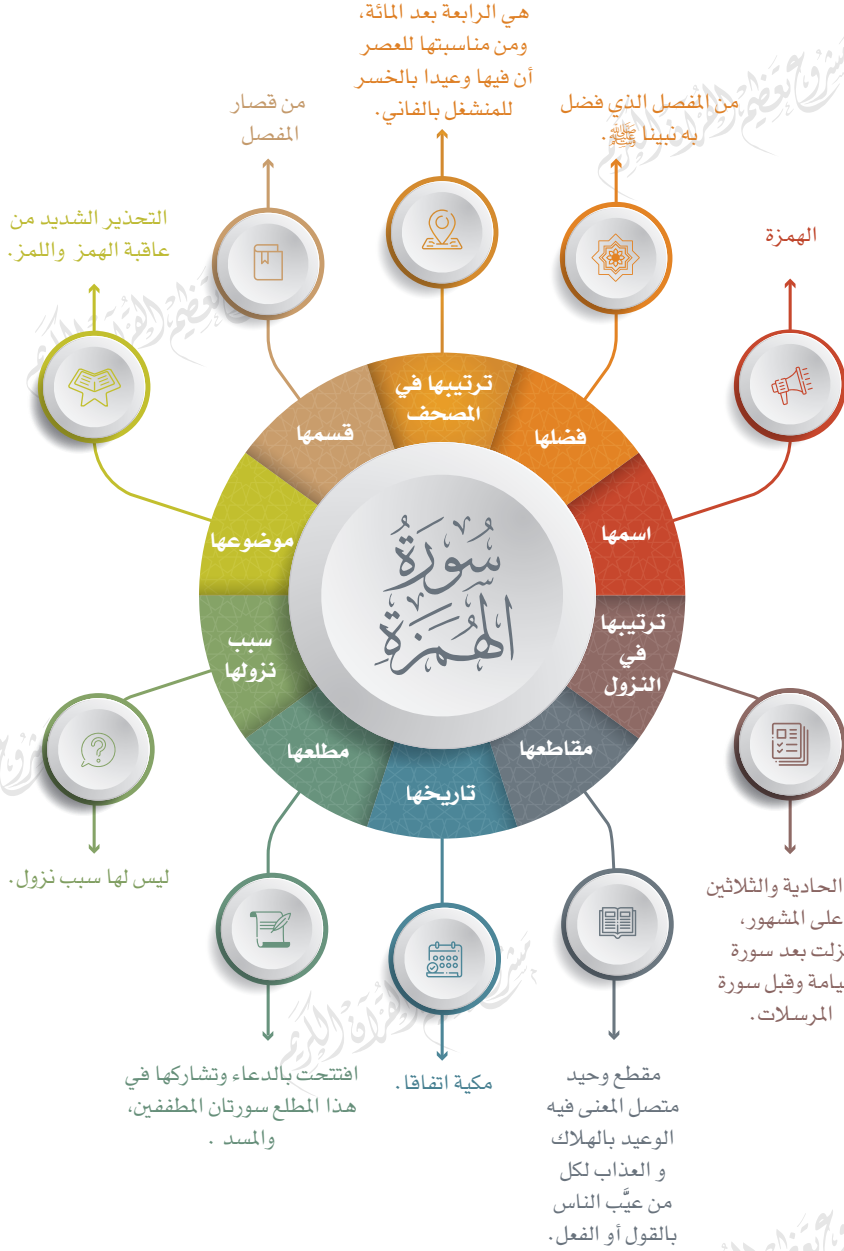 هي الرابعة بعد المائة،
ومن مناسبتها للعصر
أن فيها وعيدا بالخسر
للمنشغل بالفاني.
من المفصل الذي فضل
به نبينا ﷺ.
من قصار
المفصل
التحذير الشديد من
عاقبة الهمز واللمز.
الهمزة
ترتيبها في
المصحف
فضلها
قسمها
اسمها
موضوعها
سُورَةُ
الهُمَزَةِ
ترتيبها
في
النزول
سبب
نزولها
مقاطعها
مطلعها
تاريخها
ليس لها سبب نزول.
الحادية والثلاثين
على المشهور،
بعد سورة
وقبل سورة
المرسلات.
افتتحت بالدعاء وتشاركها في
هذا المطلع سورتان المطففين،
والمسد .
مكية اتفاقا.
مقطع وحيد
متصل المعنى فيه
الوعيد بالهلاك
و العذاب لكل
من عيَّب الناس
بالقول أو الفعل.